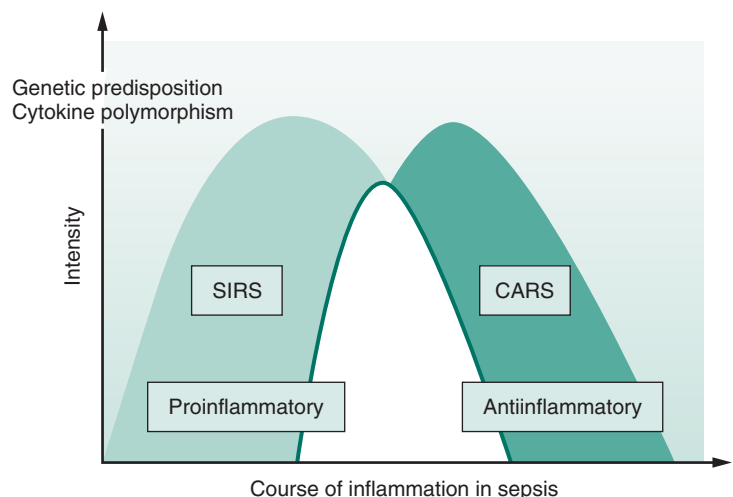 Genetic predisposition
Cytokine polymorphism
Intensity
SIRS
CARS
Proinflammatory
Antiinflammatory
Course of inflammation in sepsis